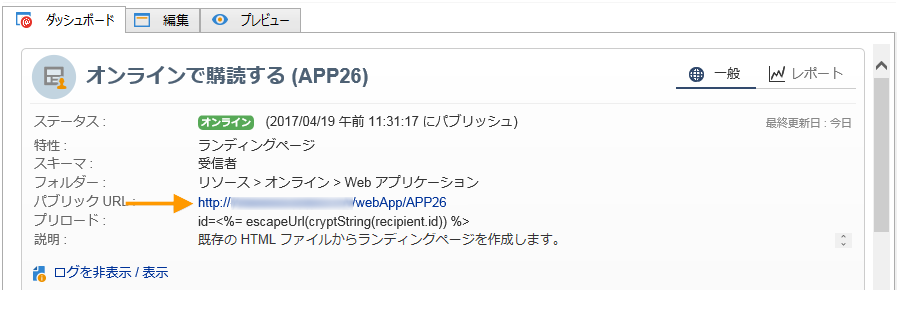 ダッシュボード 編集 プレビュー
オンラインで購読する (APP26) 一般 レポート
ステータス : オンライン (2017/04/19 午前 11:31:17 にパブリッシュ) 最終更新日 : 今日
特性 : ランディングページ
スキーマ : 受信者
フォルダー : リソース > オンライン > Web アプリケーション
パブリック URL : http:// /webApp/APP26
プリロード : id=<%= escapeUrl(cryptString(recipient.id)) %>
説明 : 既存の HTML ファイルからランディングページを作成します。
ログを非表示 / 表示